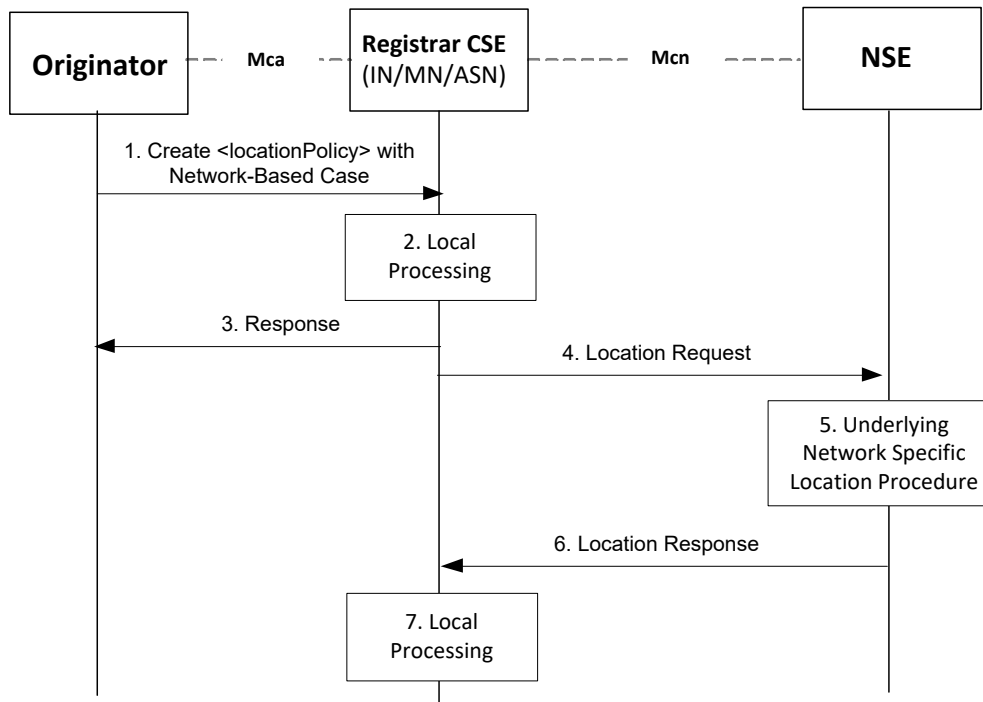 Originator
Mca
Registrar CSE
(IN/MN/ASN)
Mcn
NSE
1. Create <locationPolicy> with
Network-Based Case
2. Local
Processing
3. Response
4. Location Request
5. Underlying
Network Specific
Location Procedure
6. Location Response
7. Local
Processing